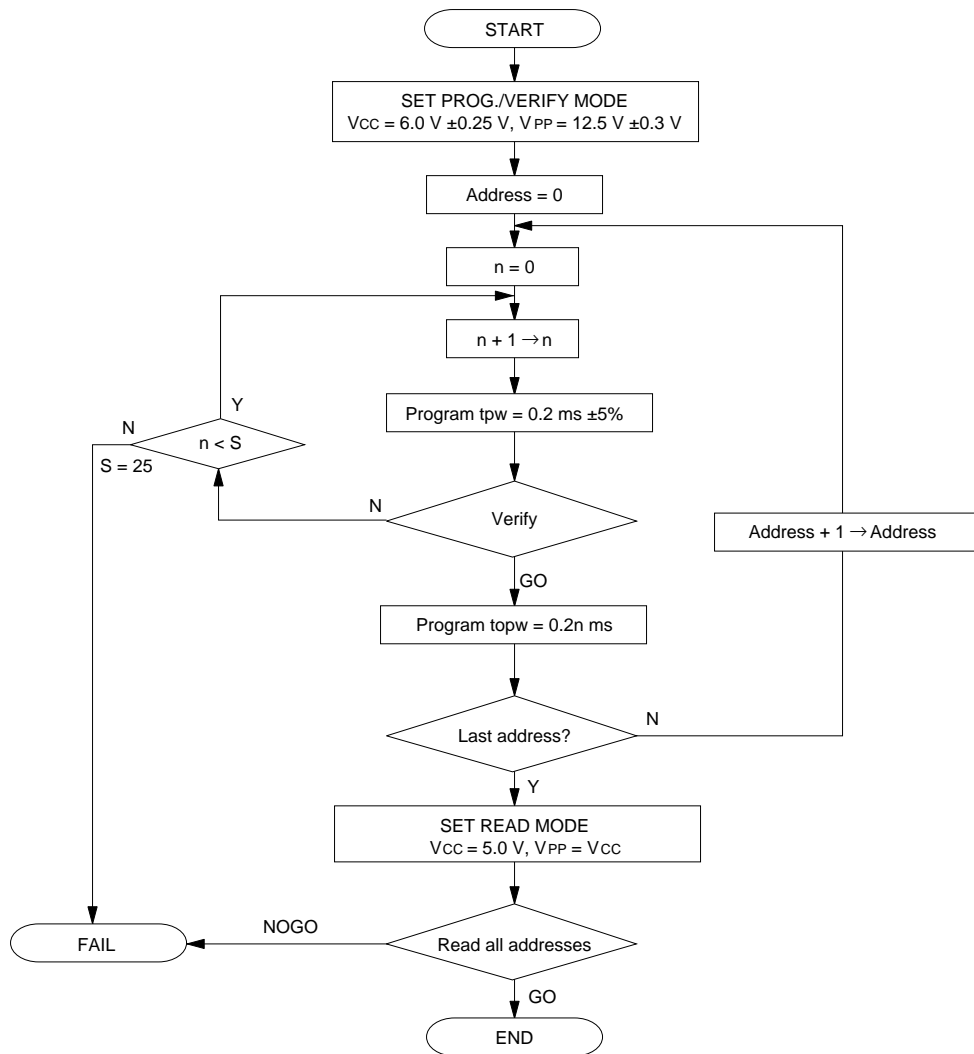 START
SET PROG./VERIFY MODE
VCC = 6.0 V ±0.25 V, VPP = 12.5 V ±0.3 V
Address = 0
n = 0
n + 1 → n
Y
Program tpw = 0.2 ms ±5%
N
n < S
S = 25
N
Verify
Address + 1 → Address
GO
Program topw = 0.2n ms
Last address?
N
Y
SET READ MODE
VCC = 5.0 V, VPP = VCC
NOGO
FAIL
Read all addresses
GO
END